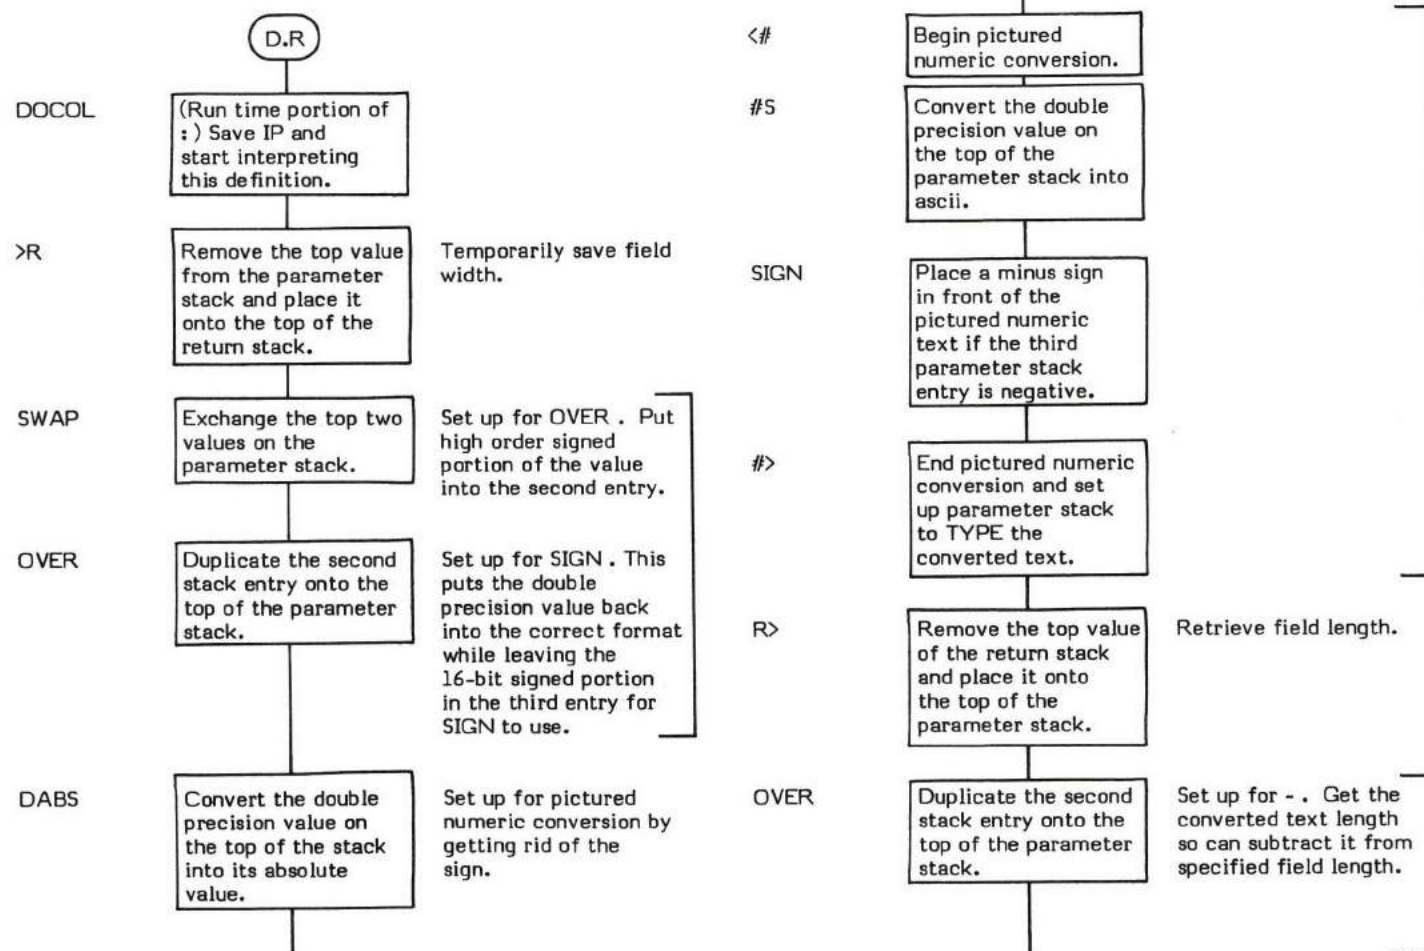 D.R
DOCOL
(Run time portion of
: ) Save IP and
start interpreting
this definition.
>R
Remove the top value
from the parameter
stack and place it
onto the top of the
return stack.
Temporarily save field
width.
SWAP
Exchange the top two
values on the
parameter stack.
Set up for OVER . Put
high order signed
portion of the value
into the second entry.
OVER
Duplicate the second
stack entry onto the
top of the parameter
stack.
Set up for SIGN . This
puts the double
precision value back
into the correct format
while leaving the
16-bit signed portion
in the third entry for
SIGN to use.
DABS
Convert the double
precision value on
the top of the stack
into its absolute
value.
Set up for pictured
numeric conversion by
getting rid of the
sign.
<#
Begin pictured
numeric conversion.
#S
Convert the double
precision value on
the top of the
parameter stack into
ascii.
SIGN
Place a minus sign
in front of the
pictured numeric
text if the third
parameter stack
entry is negative.
#>
End pictured numeric
conversion and set
up parameter stack
to TYPE the
converted text.
R>
Remove the top value
of the return stack
and place it onto
the top of the
parameter stack.
Retrieve field length.
OVER
Duplicate the second
stack entry onto the
top of the parameter
stack.
Set up for - . Get the
converted text length
so can subtract it from
specified field length.